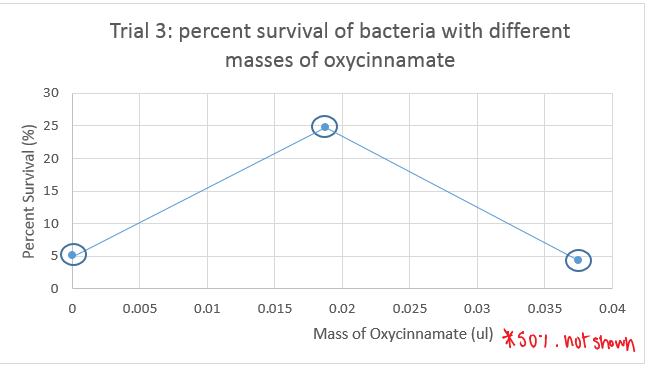 Trial 3: percent survival of bacteria with different
masses of oxycinnamate
30
25
20
15
10
5
0
Percent Survival (%)
0 0.005 0.01 0.015 0.02 0.025 0.03 0.035 0.04
Mass of Oxycinnamate (ul) *50%. not shown